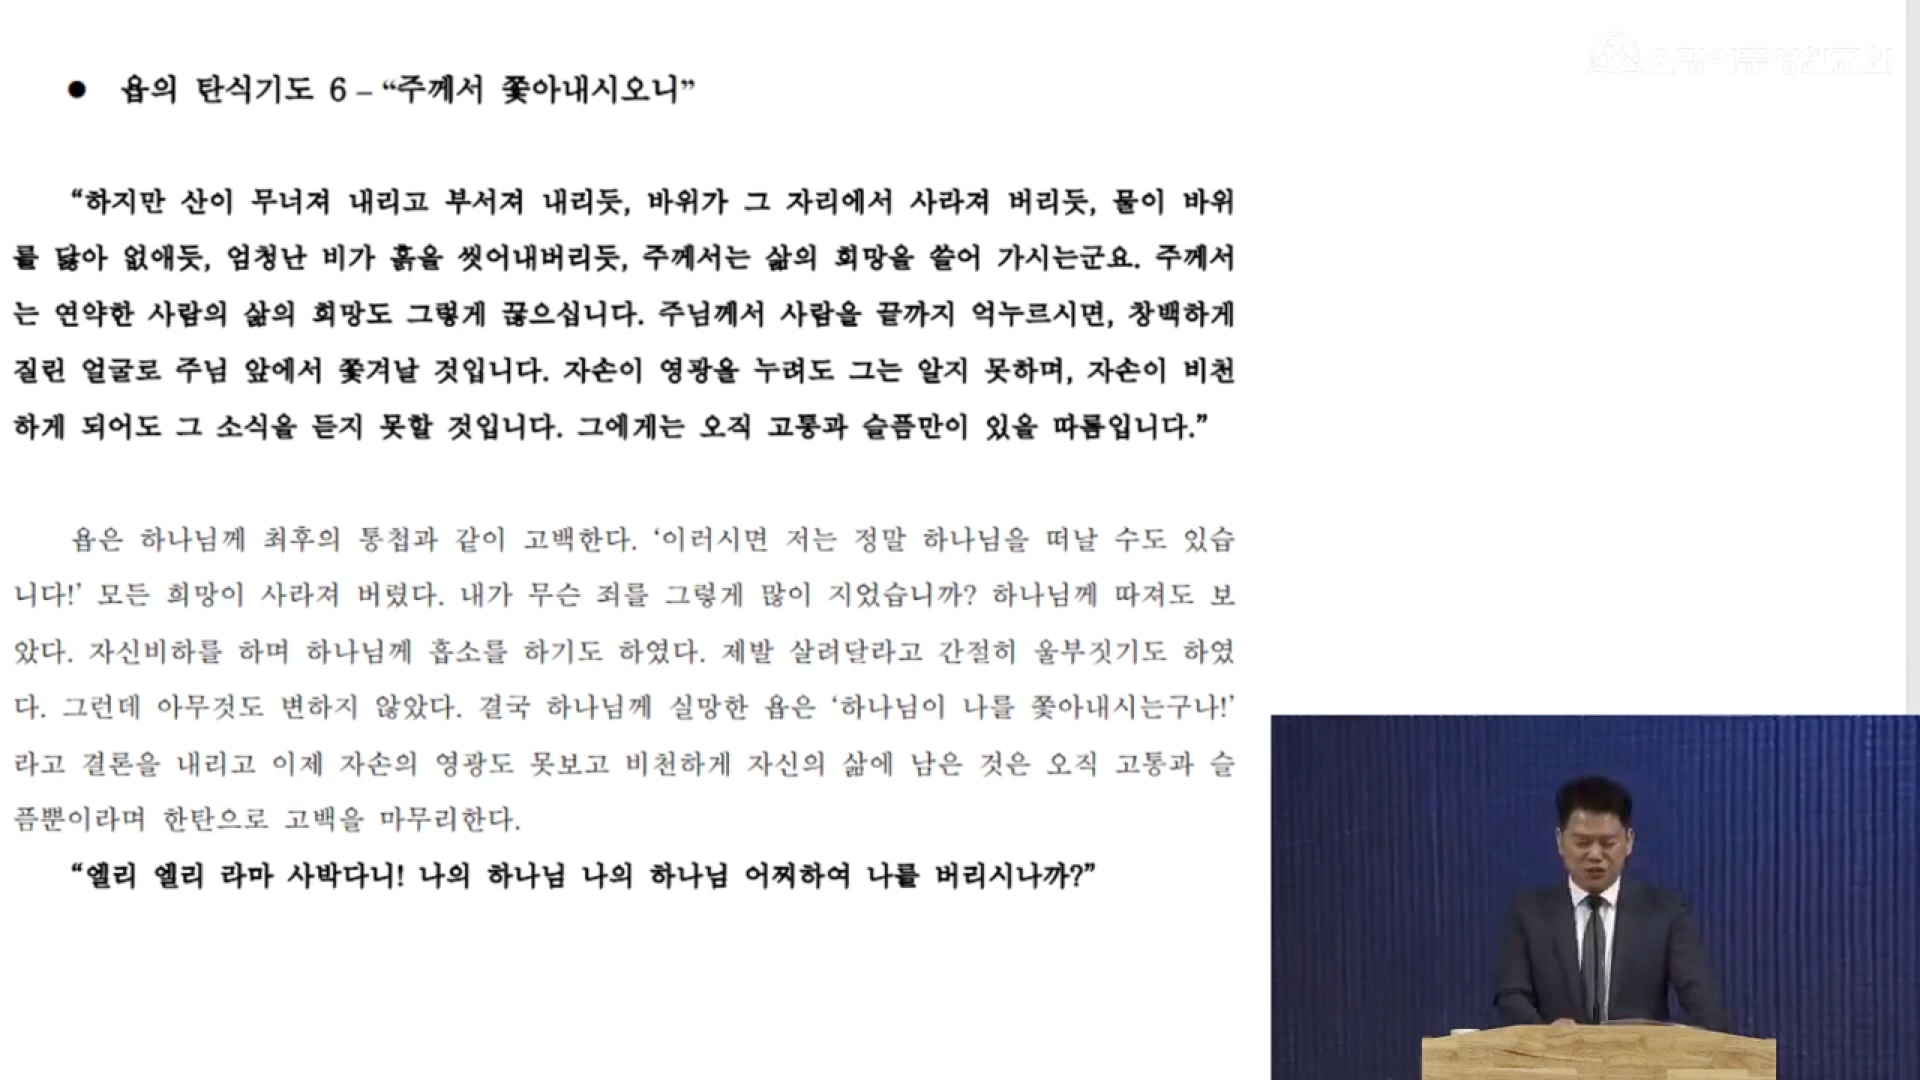 ● 욥의 탄식기도 6 – “주께서 쫓아내시오니”
“하지만 산이 무너져 내리고 부서져 내리듯, 바위가 그 자리에서 사라져 버리듯, 물이 바위
를 닳아 없애듯, 엄청난 비가 흙을 씻어내버리듯, 주께서는 삶의 희망을 쓸어 가시는군요. 주께서
는 연약한 사람의 삶의 희망도 그렇게 끊으십니다. 주님께서 사람을 끝까지 억누르시면, 창백하게
질린 얼굴로 주님 앞에서 쫓겨날 것입니다. 자손이 영광을 누려도 그는 알지 못하며, 자손이 비천
하게 되어도 그 소식을 듣지 못할 것입니다. 그에게는 오직 고통과 슬픔만이 있을 따름입니다.”
욥은 하나님께 최후의 통첩과 같이 고백한다. ‘이러시면 저는 정말 하나님을 떠날 수도 있습
니다!’ 모든 희망이 사라져 버렸다. 내가 무슨 죄를 그렇게 많이 지었습니까? 하나님께 따져도 보
았다. 자신비하를 하며 하나님께 흡소를 하기도 하였다. 제발 살려달라고 간절히 울부짓기도 하였
다. 그런데 아무것도 변하지 않았다. 결국 하나님께 실망한 욥은 ‘하나님이 나를 쫓아내시는구나!’
라고 결론을 내리고 이제 자손의 영광도 못보고 비천하게 자신의 삶에 남은 것은 오직 고통과 슬
픔뿐이라며 한탄으로 고백을 마무리한다.
“엘리 엘리 라마 사박다니! 나의 하나님 나의 하나님 어찌하여 나를 버리시나까?”